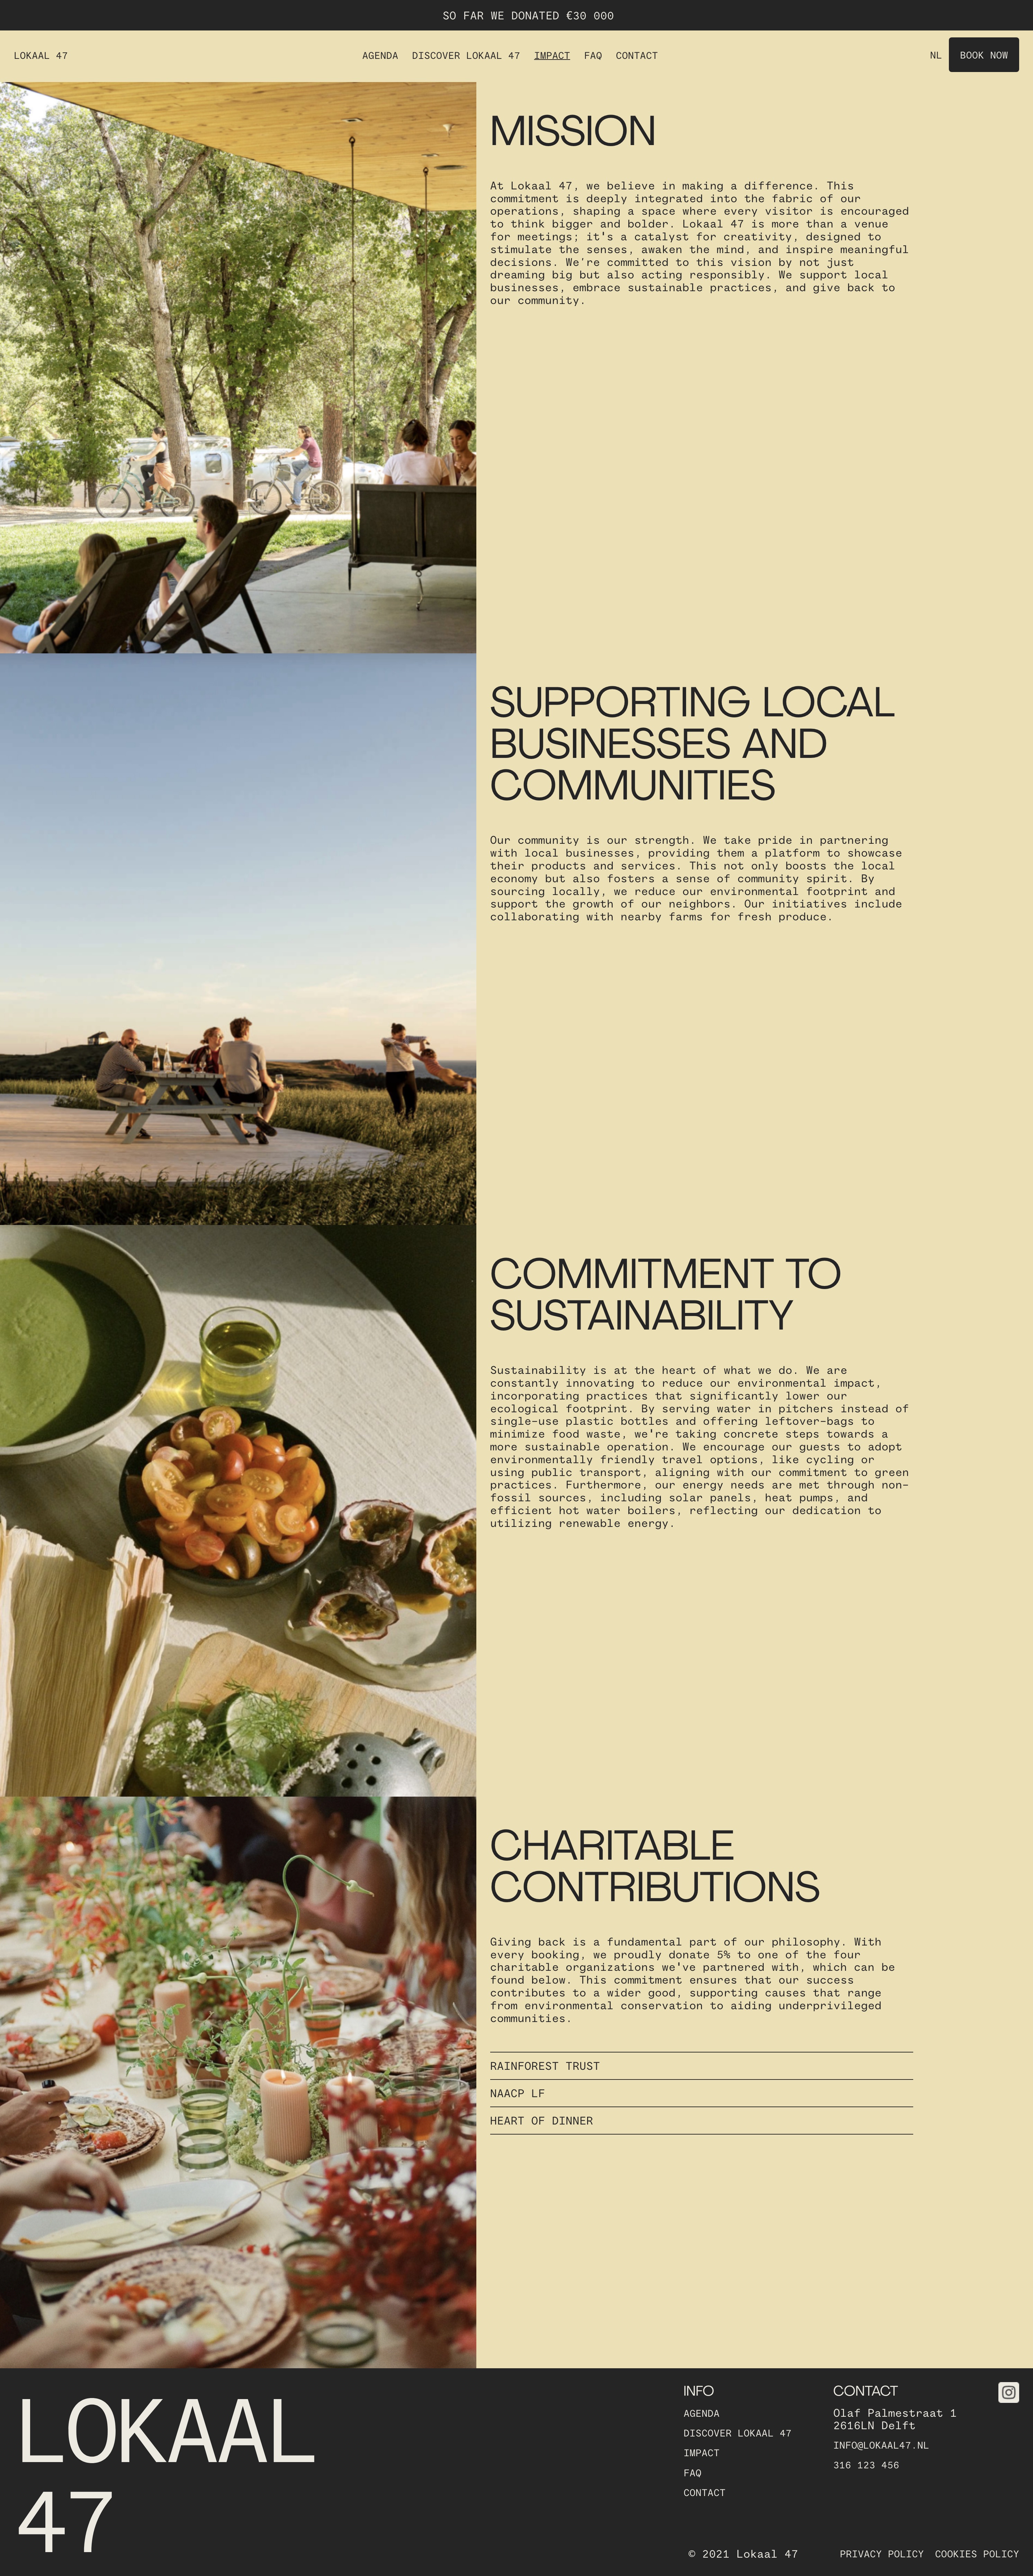 SO FAR WE DONATED €30 000
LOKAAL 47
AGENDA DISCOVER LOKAAL 47 IMPACT FAQ CONTACT
NL BOOK NOW
MISSION
At Lokaal 47, we believe in making a difference. This
commitment is deeply integrated into the fabric of our
operations, shaping a space where every visitor is encouraged
to think bigger and bolder. Lokaal 47 is more than a venue
for meetings; it's a catalyst for creativity, designed to
stimulate the senses, awaken the mind, and inspire meaningful
decisions. We're committed to this vision by not just
dreaming big but also acting responsibly. We support local
businesses, embrace sustainable practices, and give back to
our community.
SUPPORTING LOCAL
BUSINESSES AND
COMMUNITIES
Our community is our strength. We take pride in partnering
with local businesses, providing them a platform to showcase
their products and services. This not only boosts the local
economy but also fosters a sense of community spirit. By
sourcing locally, we reduce our environmental footprint and
support the growth of our neighbors. Our initiatives include
collaborating with nearby farms for fresh produce.
COMMITMENT TO
SUSTAINABILITY
Sustainability is at the heart of what we do. We are
constantly innovating to reduce our environmental impact,
incorporating practices that significantly lower our
ecological footprint. By serving water in pitchers instead of
single-use plastic bottles and offering leftover-bags to
minimize food waste, we're taking concrete steps towards a
more sustainable operation. We encourage our guests to adopt
environmentally friendly travel options, like cycling or
using public transport, aligning with our commitment to green
practices. Furthermore, our energy needs are met through non-
fossil sources, including solar panels, heat pumps, and
efficient hot water boilers, reflecting our dedication to
utilizing renewable energy.
CHARITABLE
CONTRIBUTIONS
Giving back is a fundamental part of our philosophy. With
every booking, we proudly donate 5% to one of the four
charitable organizations we've partnered with, which can be
found below. This commitment ensures that our success
contributes to a wider good, supporting causes that range
from environmental conservation to aiding underprivileged
communities.
RAINFOREST TRUST
NAACP LF
HEART OF DINNER
LOKAAL
47
INFO
AGENDA
DISCOVER LOKAAL 47
IMPACT
FAQ
CONTACT
CONTACT
Olaf Palmestraat 1
2616LN Delft
INFO@LOKAAL47.NL
316 123 456
© 2021 Lokaal 47
PRIVACY POLICY COOKIES POLICY